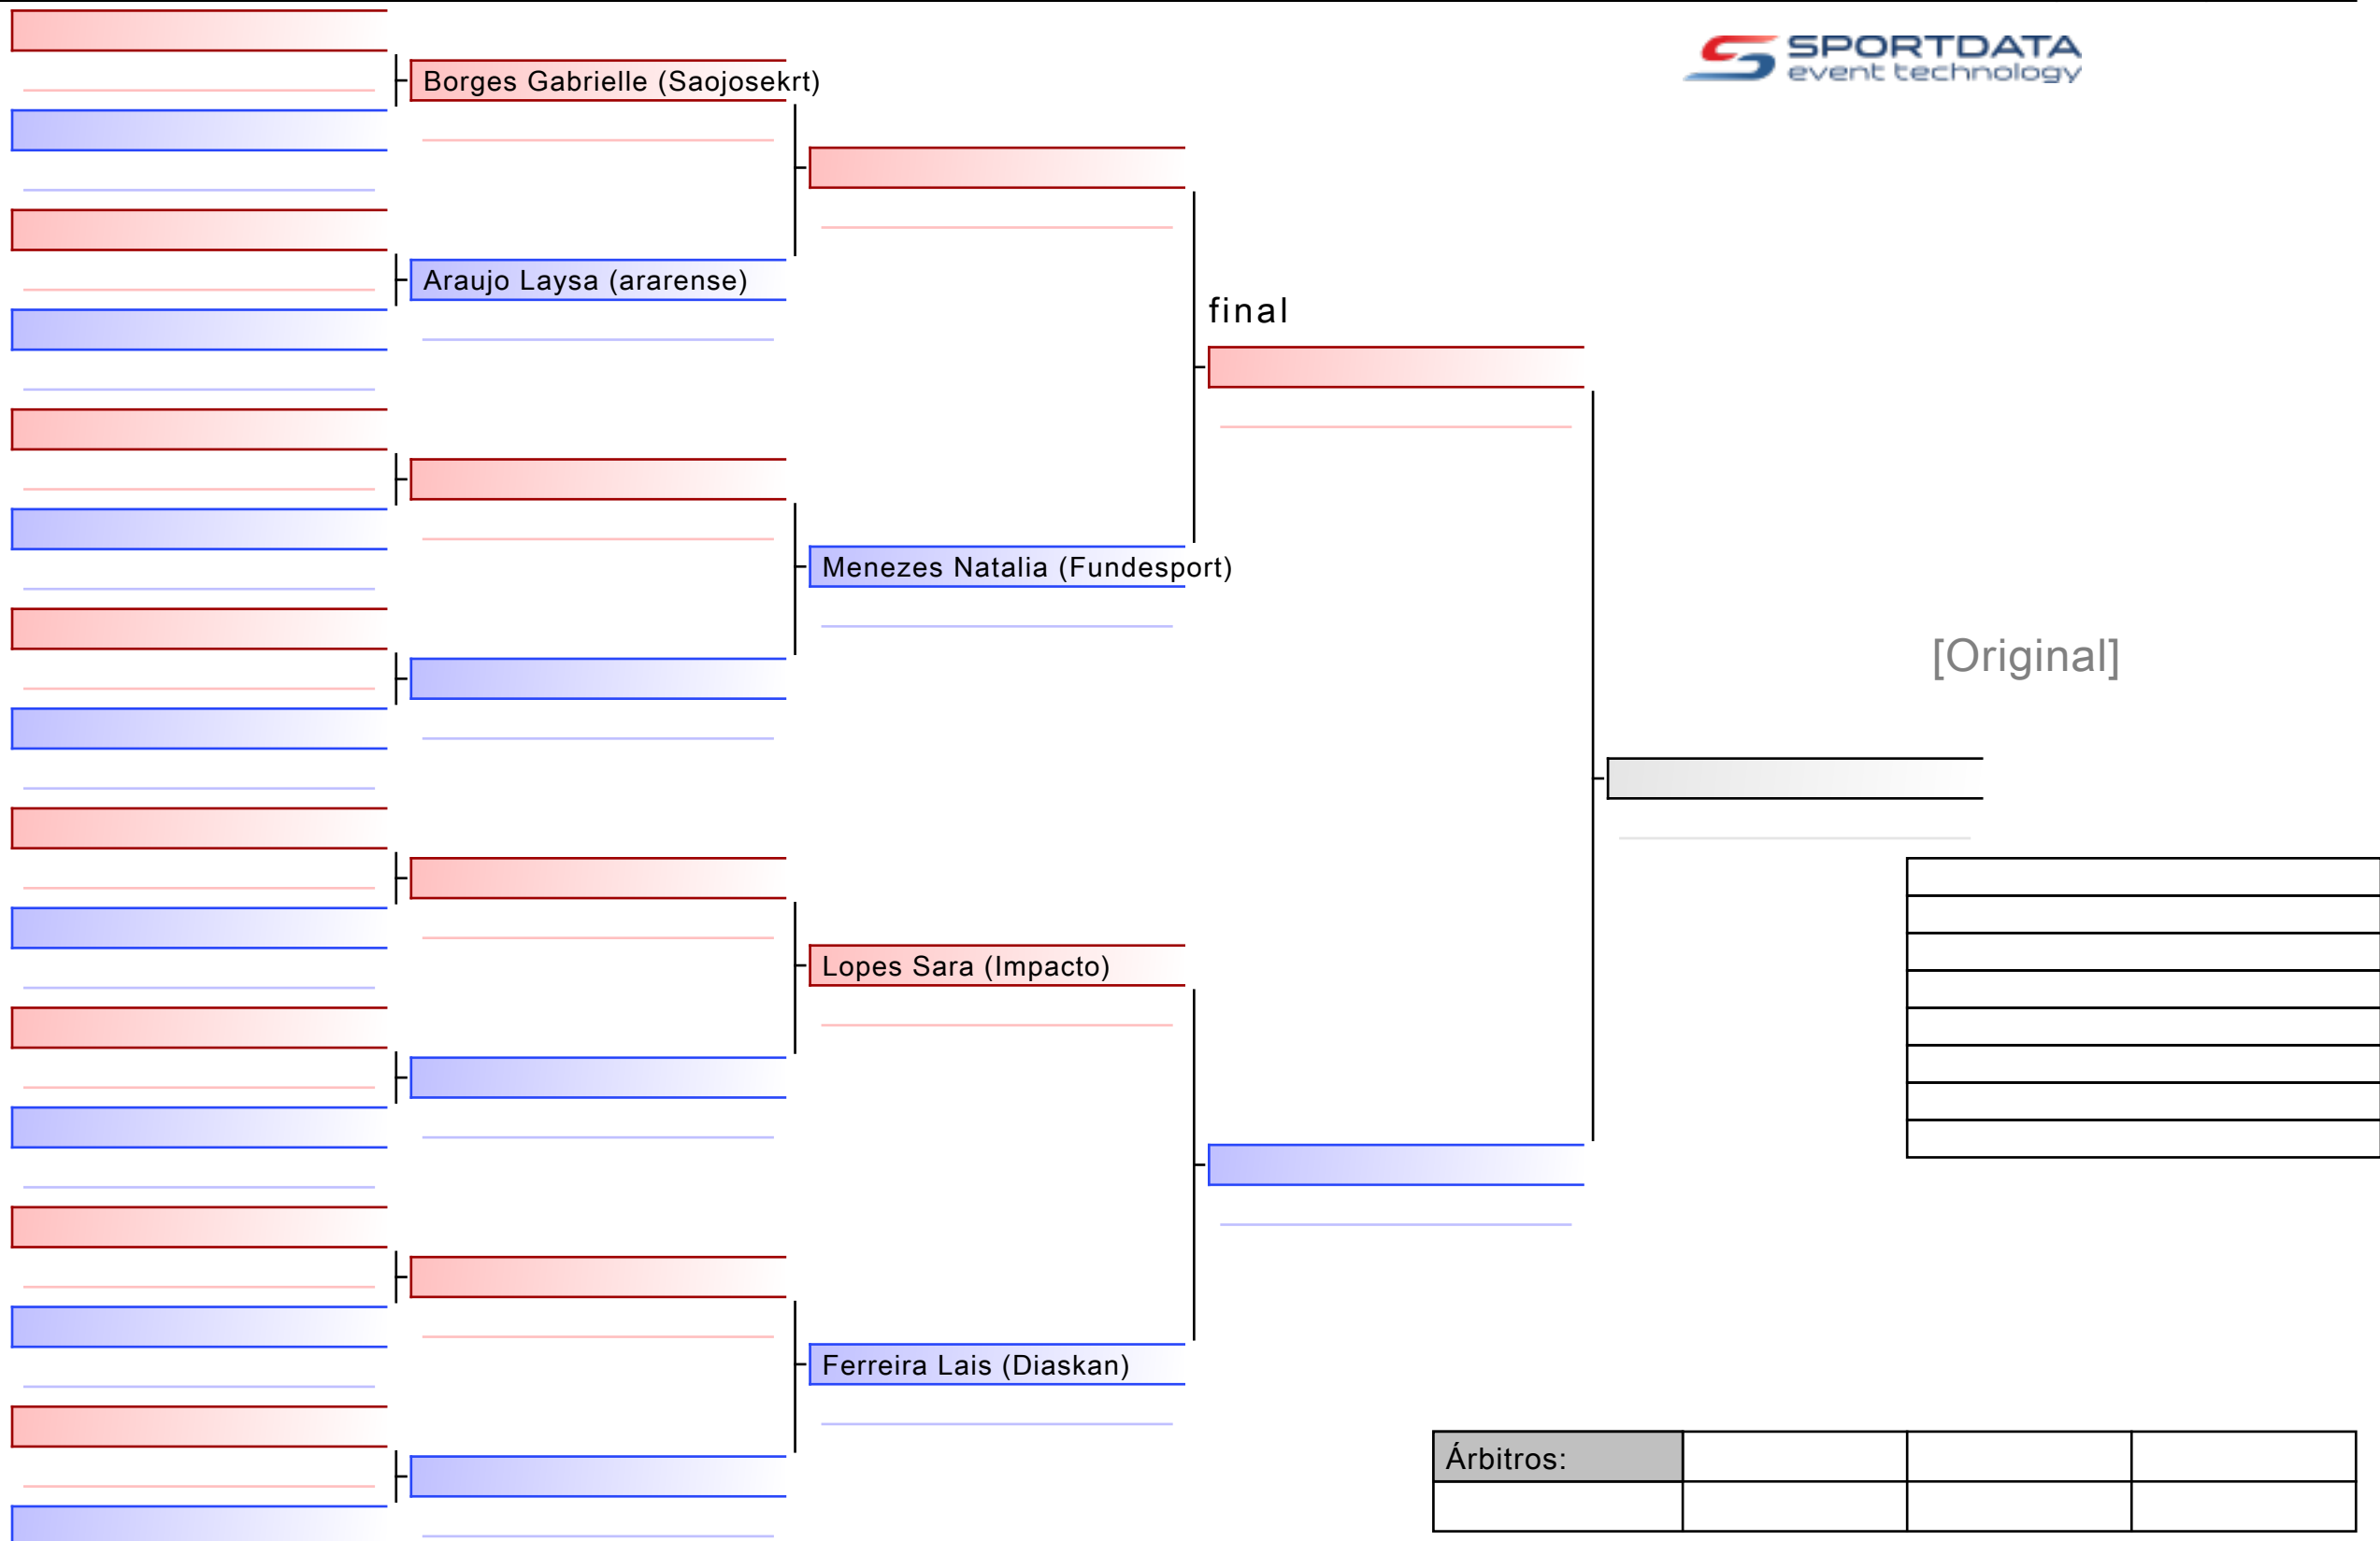 SPORTDATA
event technology
Borges Gabrielle (Saojosekrt)
Araujo Laysa (ararense)
final
Menezes Natalia (Fundesport)
[Original]
Lopes Sara (Impacto)
Ferreira Lais (Diaskan)
Árbitros: